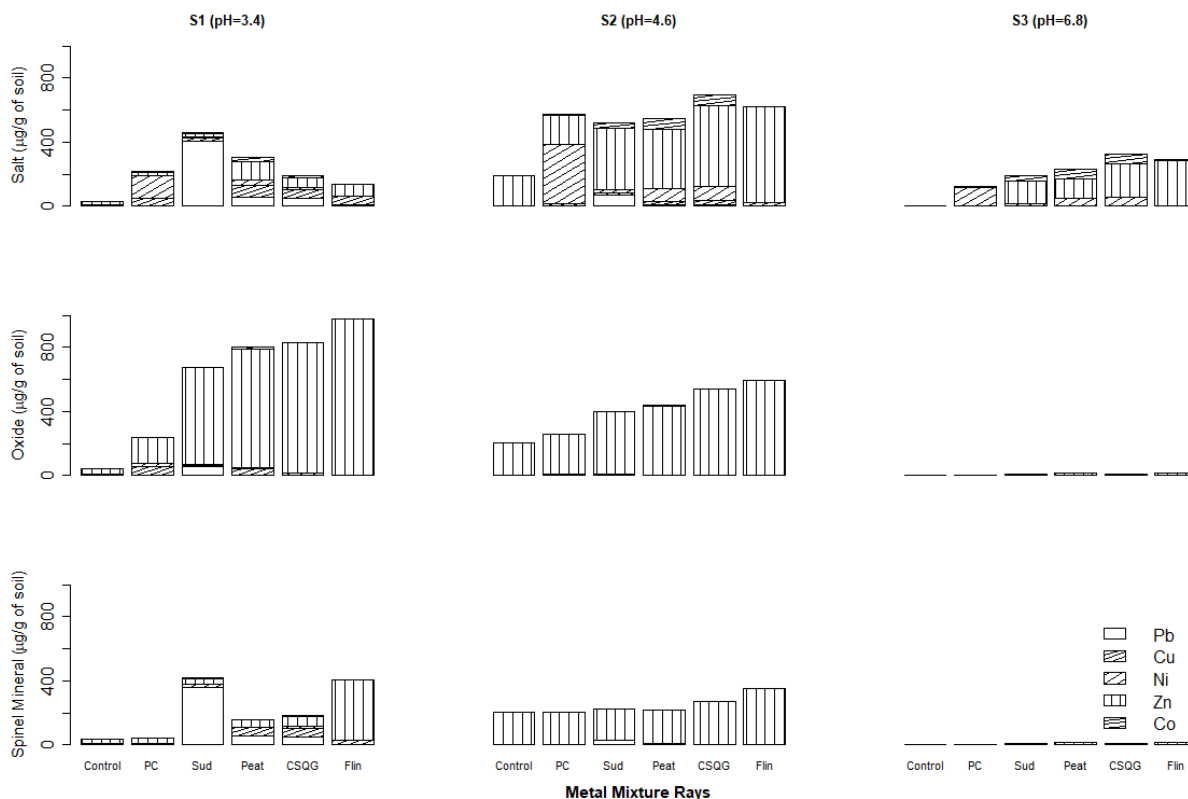 S1 (pH=3.4) S2 (pH=4.6) S3 (pH=6.8)
Salt (µg/g of soil)
0 400 800
Oxide (µg/g of soil)
0 400 800
Spinel Mineral (µg/g of soil)
0 400 800
Pb
Cu
Ni
Zn
Co
Control PC Sud Peat CSQG Flin Control PC Sud Peat CSQG Flin Control PC Sud Peat CSQG Flin
Metal Mixture Rays